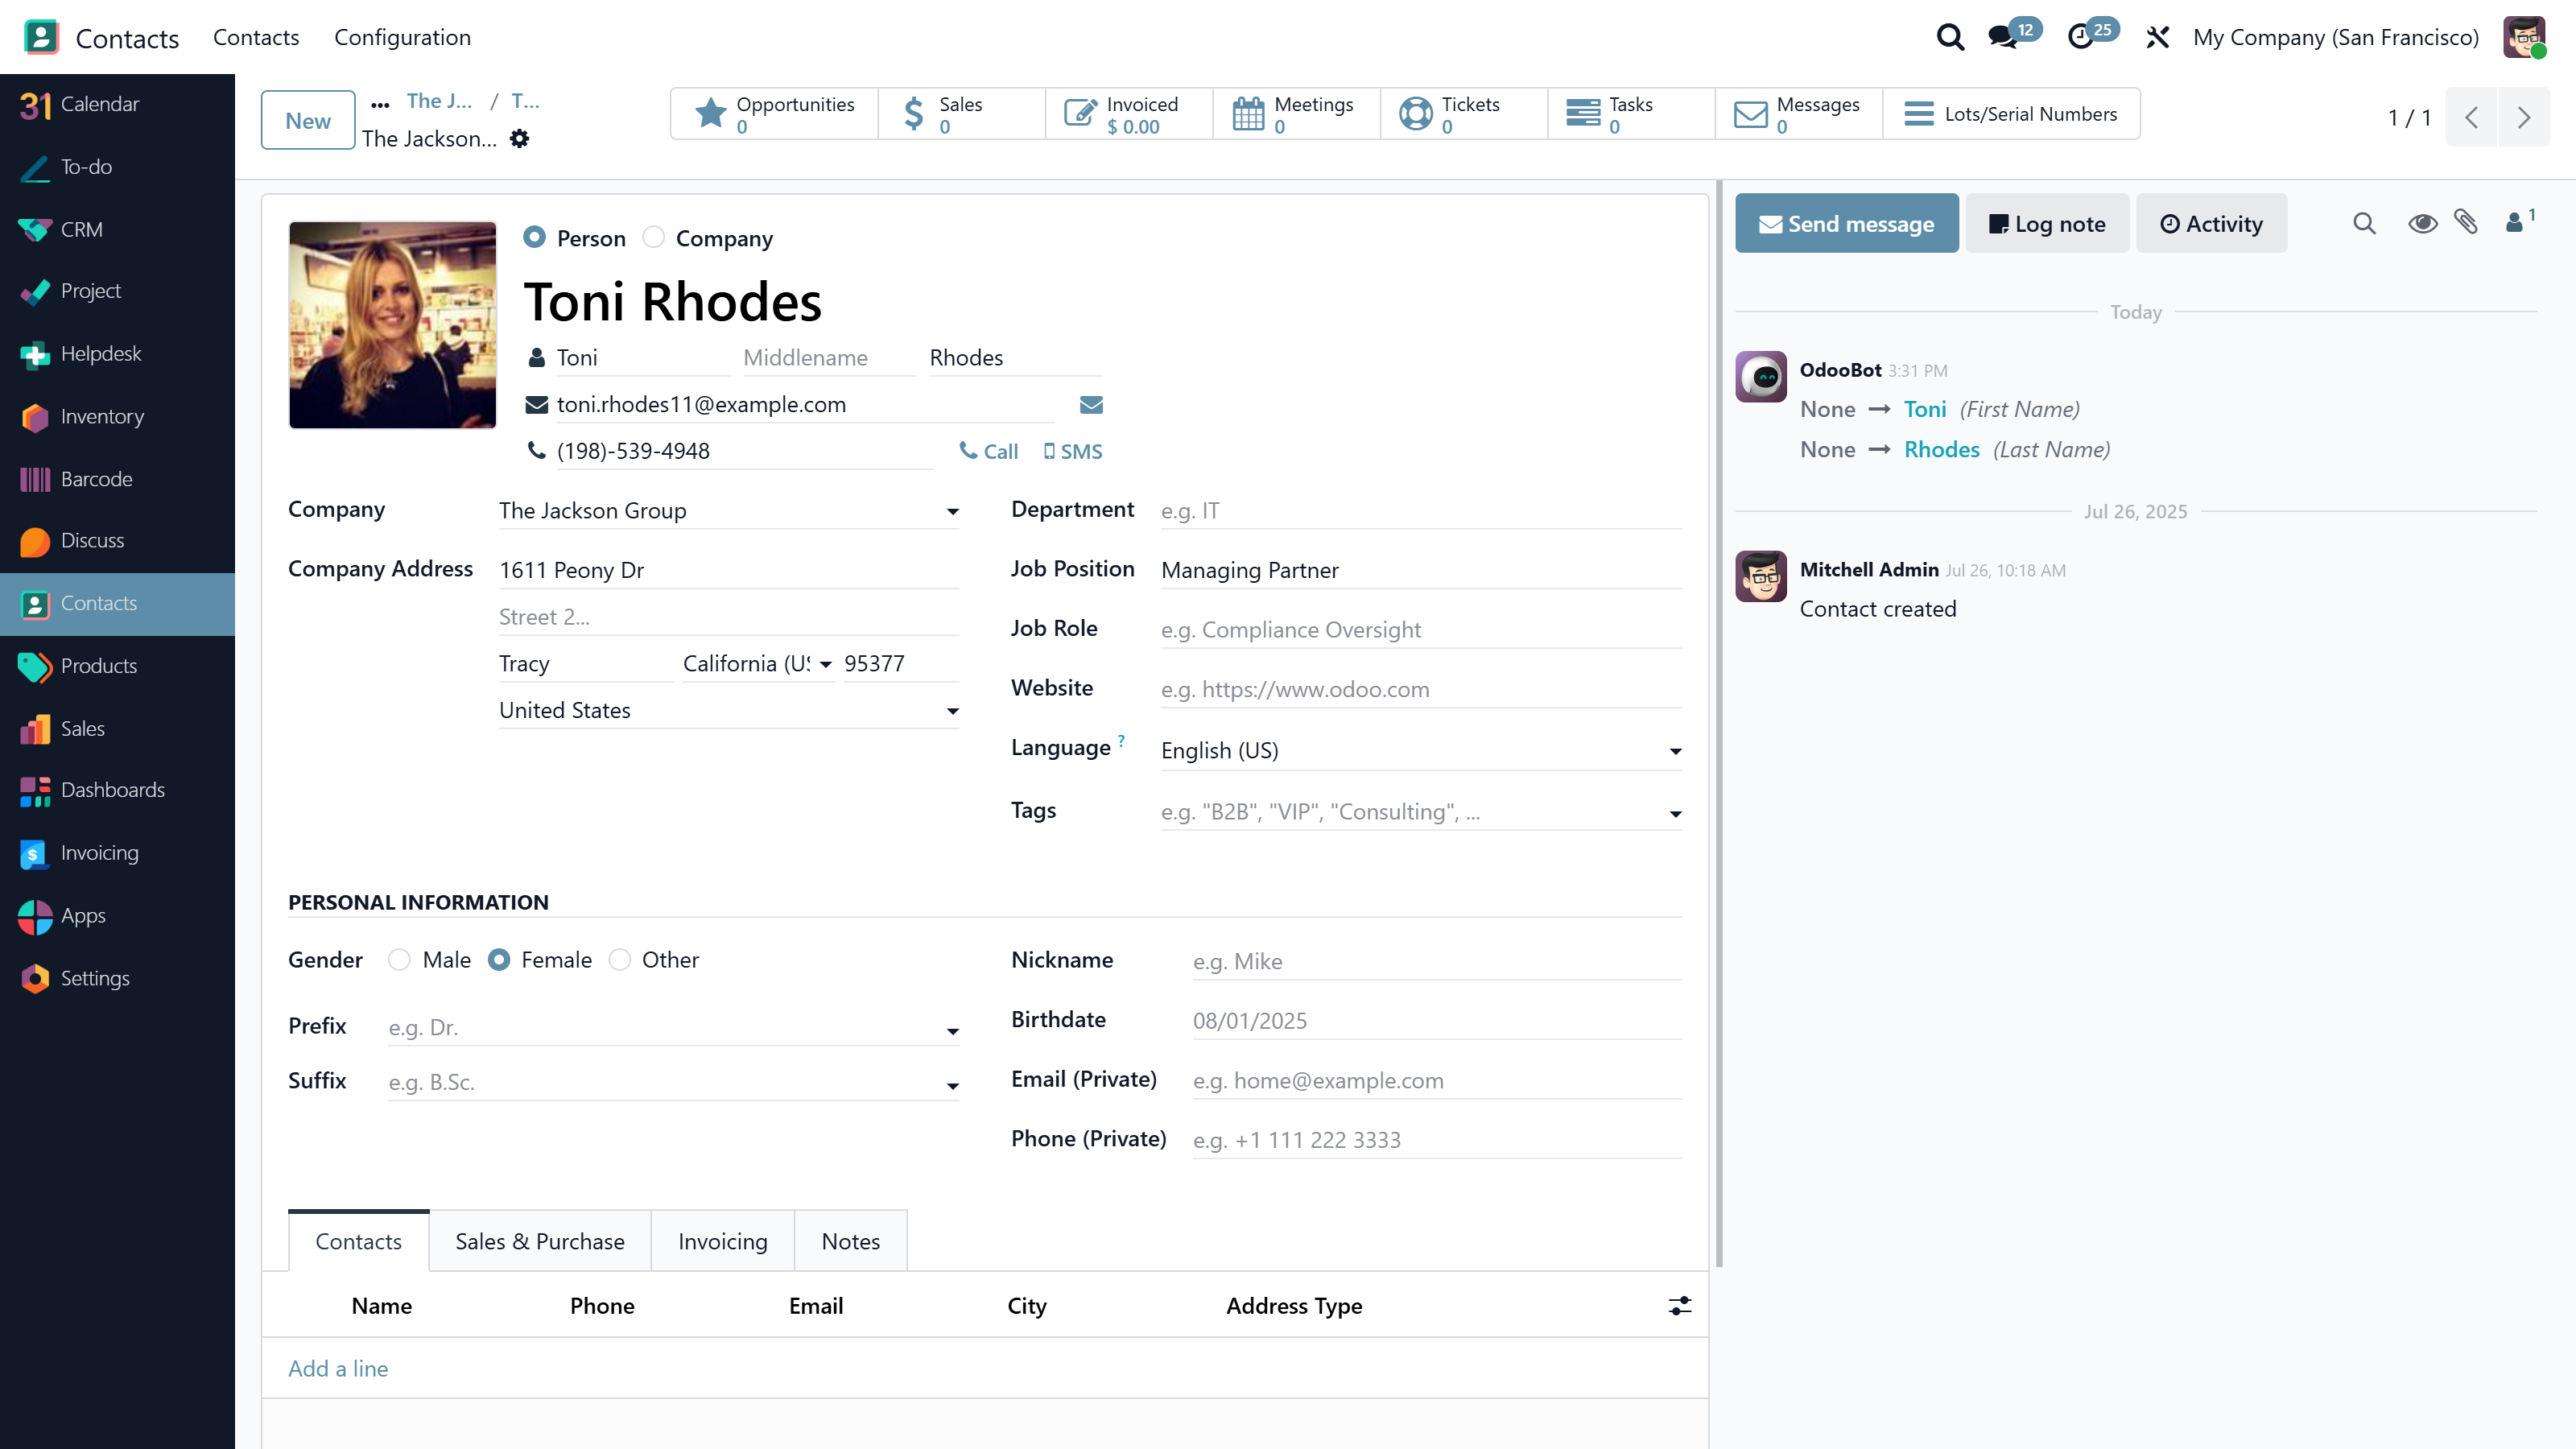 Contacts Contacts Configuration 12 25 My Company (San Francisco)
31 Calendar
To-do
CRM
Project
Helpdesk
Inventory
Barcode
Discuss
Contacts
Products
Sales
Dashboards
$ Invoicing
Apps
Settings
New ... The J... / T...
The Jackson...
Opportunities 0
Sales 0
Invoiced $ 0.00
Meetings 0
Tickets 0
Tasks 0
Messages 0
Lots/Serial Numbers
1 / 1
Person Company
Toni Rhodes
Toni Middlename Rhodes
toni.rhodes11@example.com
(198)-539-4948 Call SMS
Company The Jackson Group
Company Address 1611 Peony Dr
Street 2...
Tracy California (US 95377
United States
Department e.g. IT
Job Position Managing Partner
Job Role e.g. Compliance Oversight
Website e.g. https://www.odoo.com
Language ? English (US)
Tags e.g. "B2B", "VIP", "Consulting", ...
PERSONAL INFORMATION
Gender Male Female Other
Prefix e.g. Dr.
Suffix e.g. B.Sc.
Nickname e.g. Mike
Birthdate 08/01/2025
Email (Private) e.g. home@example.com
Phone (Private) e.g. +1 111 222 3333
Contacts Sales & Purchase Invoicing Notes
Name Phone Email City Address Type
Add a line
Send message Log note Activity 1
Today
OdooBot 3:31 PM
None → Toni (First Name)
None → Rhodes (Last Name)
Jul 26, 2025
Mitchell Admin Jul 26, 10:18 AM
Contact created